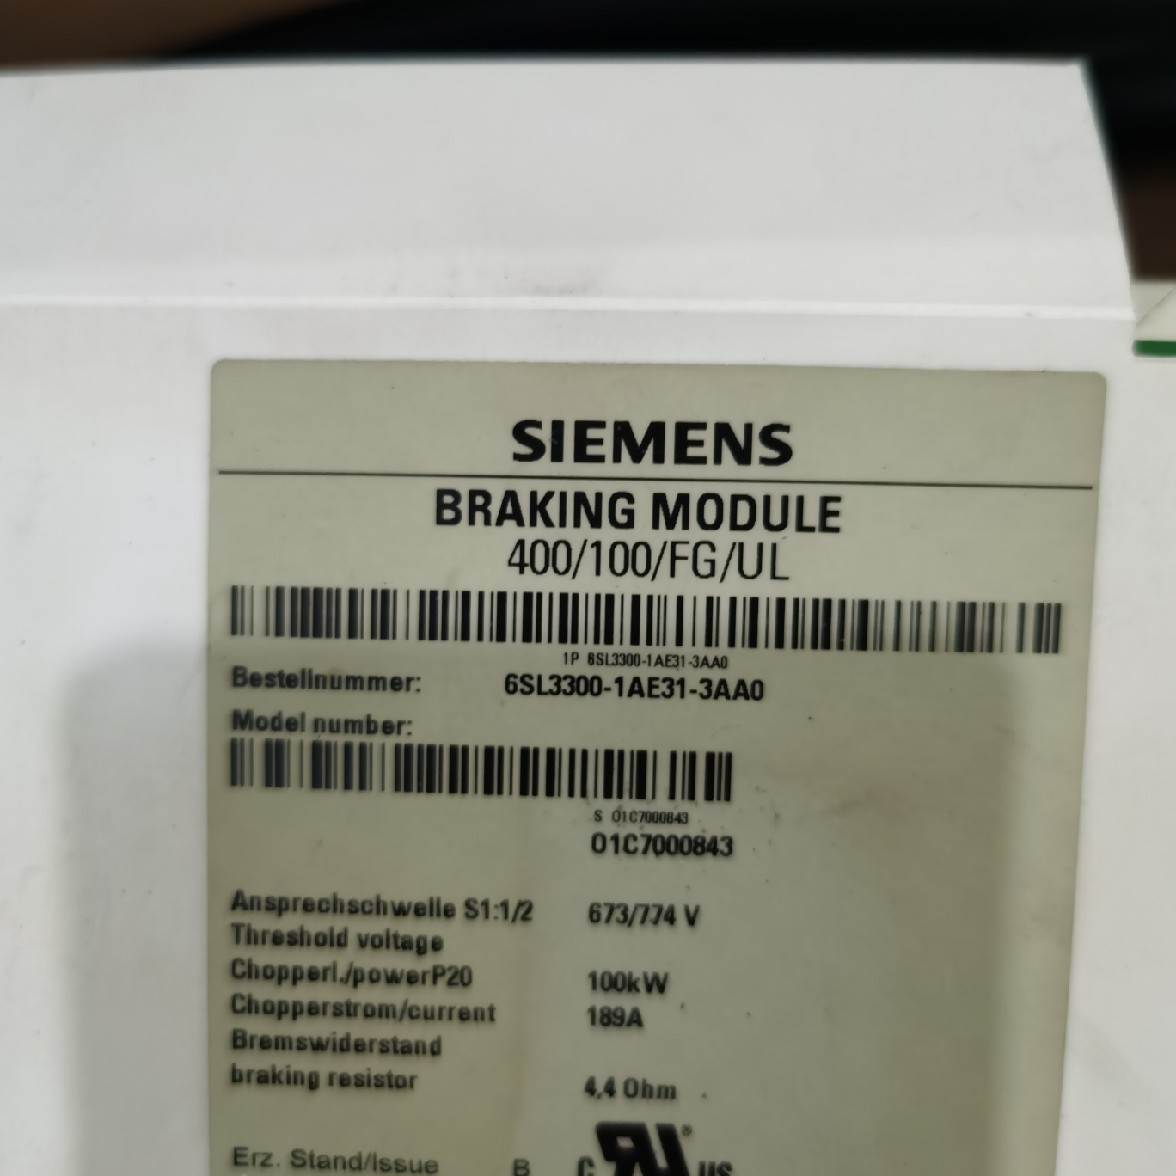 SIEMENS
BRAKING MODULE
400/100/FG/UL
1P 6SL3300-1AE31-3AA0
Bestellnummer: 6SL3300-1AE31-3AA0
Model number:
S 01C7000843
01C7000843
Ansprechschwelle S1:1/2 673/774 V
Threshold voltage
Chopperl./powerP20 100kW
Chopperstrom/current 189A
Bremswiderstand
braking resistor 4,4 Ohm
Erz. Stand/Issue B C RU ® US